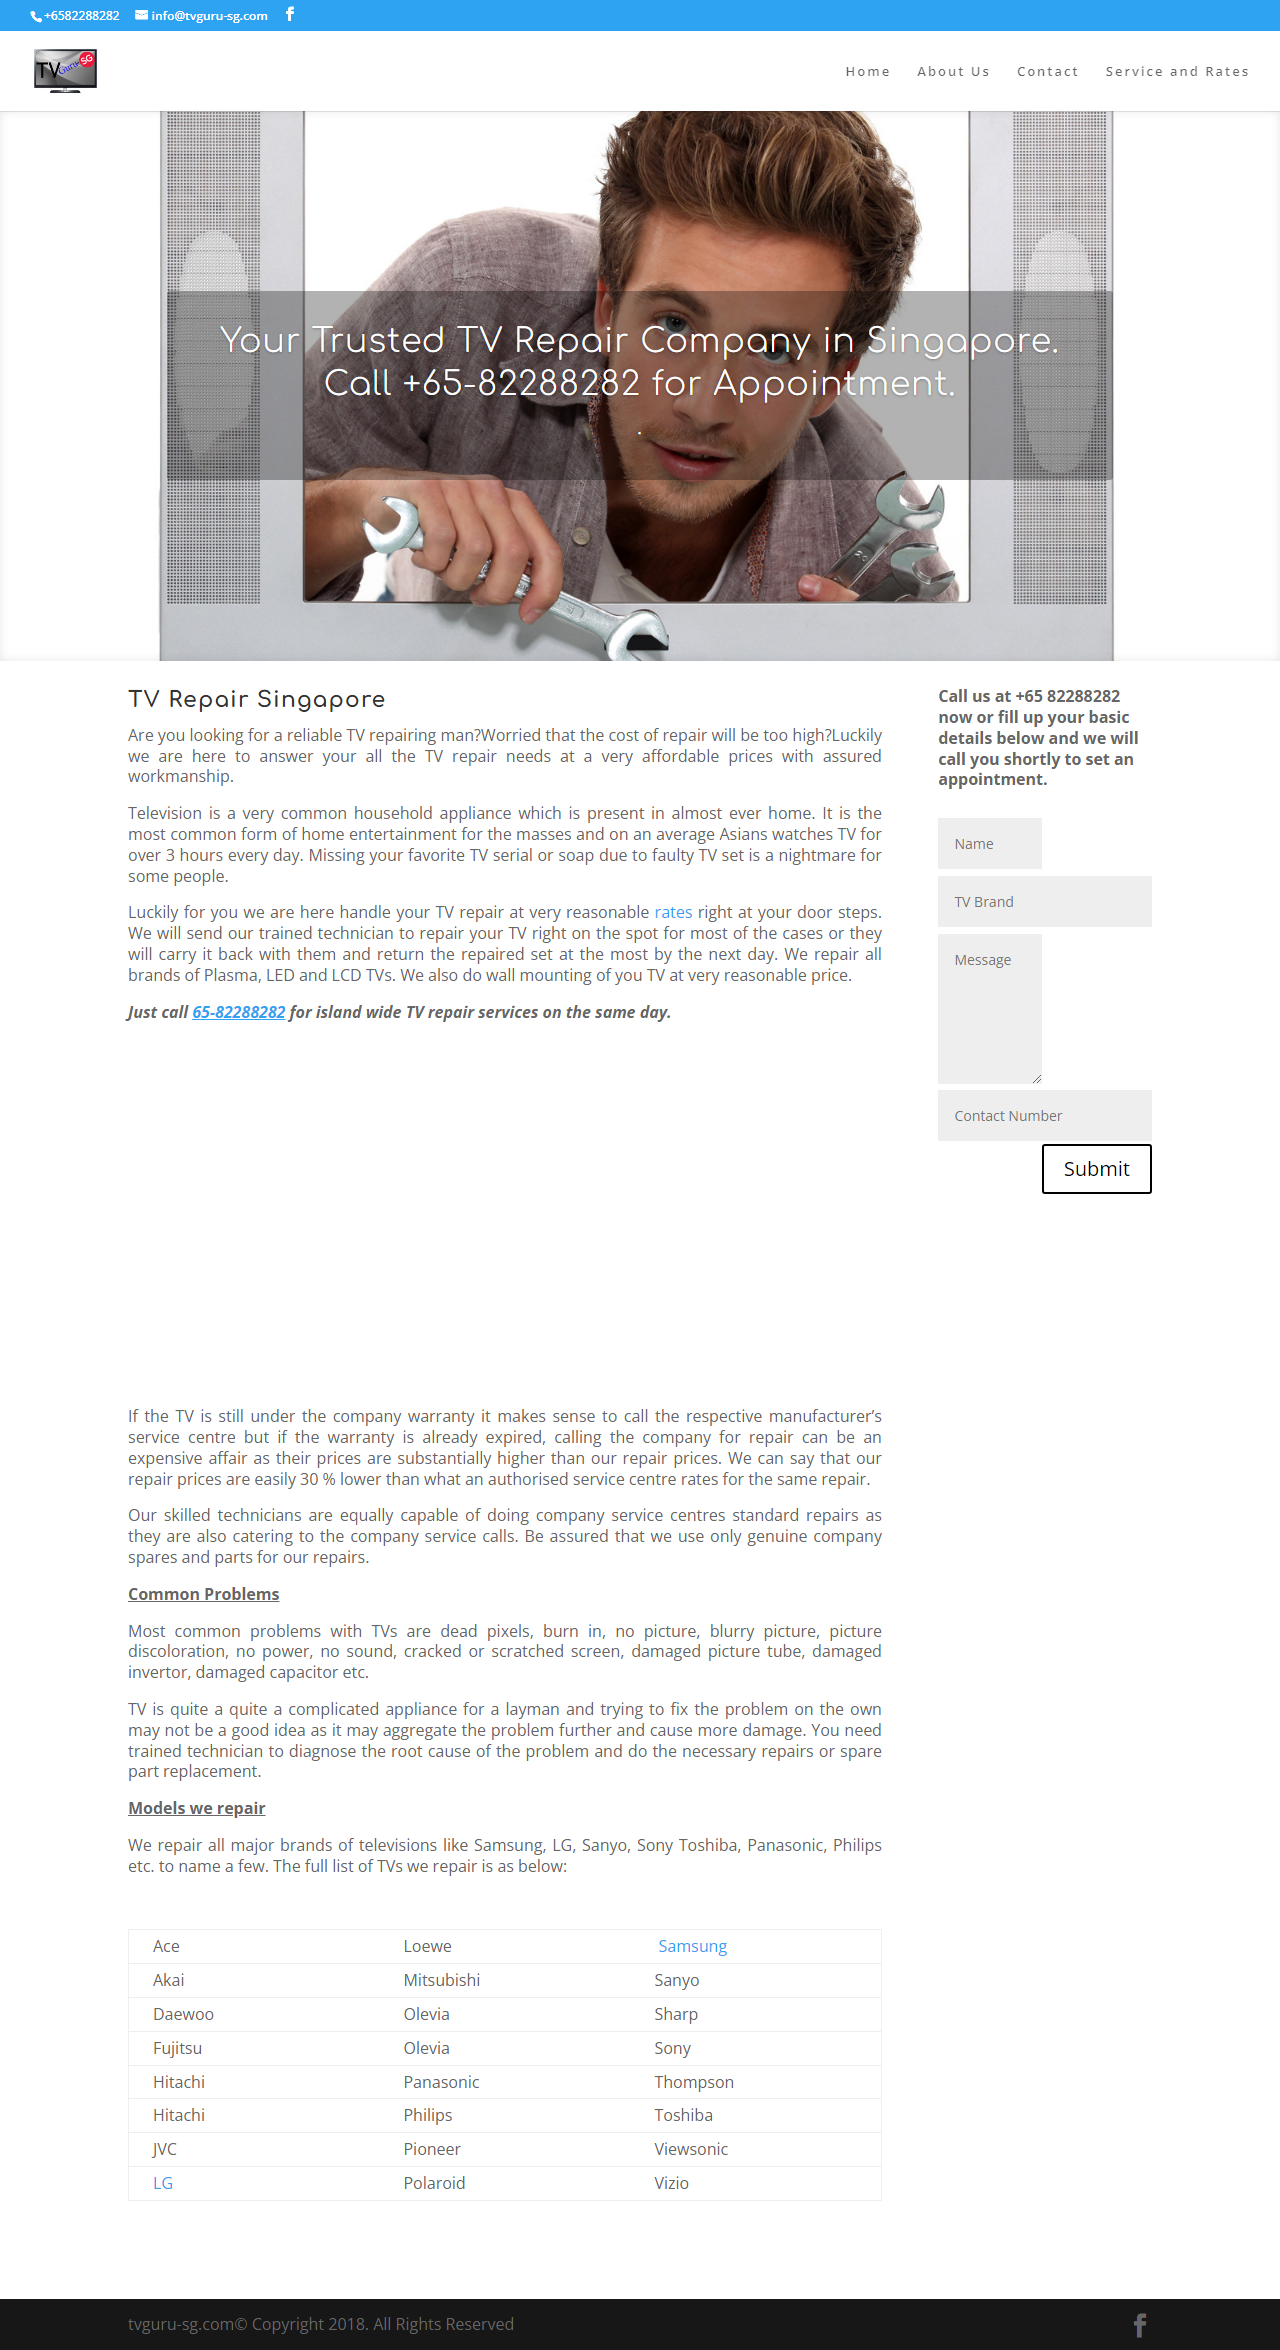 +6582288282 info@tvguru-sg.com
TV Guru SG
Home About Us Contact Service and Rates
Your Trusted TV Repair Company in Singapore.
Call +65-82288282 for Appointment.
.
TV Repair Singapore
Are you looking for a reliable TV repairing man?Worried that the cost of repair will be too high?Luckily
we are here to answer your all the TV repair needs at a very affordable prices with assured
workmanship.
Television is a very common household appliance which is present in almost ever home. It is the
most common form of home entertainment for the masses and on an average Asians watches TV for
over 3 hours every day. Missing your favorite TV serial or soap due to faulty TV set is a nightmare for
some people.
Luckily for you we are here handle your TV repair at very reasonable rates right at your door steps.
We will send our trained technician to repair your TV right on the spot for most of the cases or they
will carry it back with them and return the repaired set at the most by the next day. We repair all
brands of Plasma, LED and LCD TVs. We also do wall mounting of you TV at very reasonable price.
Just call 65-82288282 for island wide TV repair services on the same day.
Call us at +65 82288282
now or fill up your basic
details below and we will
call you shortly to set an
appointment.
Name
TV Brand
Message
Contact Number
Submit
If the TV is still under the company warranty it makes sense to call the respective manufacturer’s
service centre but if the warranty is already expired, calling the company for repair can be an
expensive affair as their prices are substantially higher than our repair prices. We can say that our
repair prices are easily 30 % lower than what an authorised service centre rates for the same repair.
Our skilled technicians are equally capable of doing company service centres standard repairs as
they are also catering to the company service calls. Be assured that we use only genuine company
spares and parts for our repairs.
Common Problems
Most common problems with TVs are dead pixels, burn in, no picture, blurry picture, picture
discoloration, no power, no sound, cracked or scratched screen, damaged picture tube, damaged
invertor, damaged capacitor etc.
TV is quite a quite a complicated appliance for a layman and trying to fix the problem on the own
may not be a good idea as it may aggregate the problem further and cause more damage. You need
trained technician to diagnose the root cause of the problem and do the necessary repairs or spare
part replacement.
Models we repair
We repair all major brands of televisions like Samsung, LG, Sanyo, Sony Toshiba, Panasonic, Philips
etc. to name a few. The full list of TVs we repair is as below:
Ace Loewe Samsung
Akai Mitsubishi Sanyo
Daewoo Olevia Sharp
Fujitsu Olevia Sony
Hitachi Panasonic Thompson
Hitachi Philips Toshiba
JVC Pioneer Viewsonic
LG Polaroid Vizio
tvguru-sg.com© Copyright 2018. All Rights Reserved